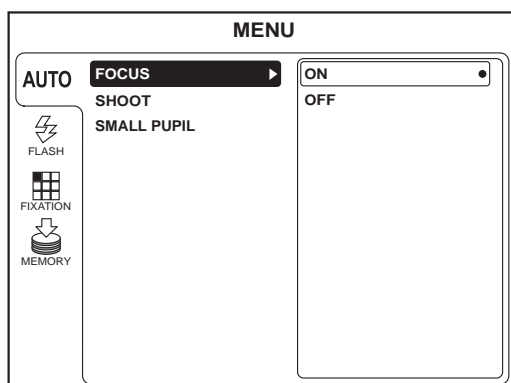 MENU
AUTO
FLASH
FIXATION
MEMORY
FOCUS
SHOOT
SMALL PUPIL
ON
OFF